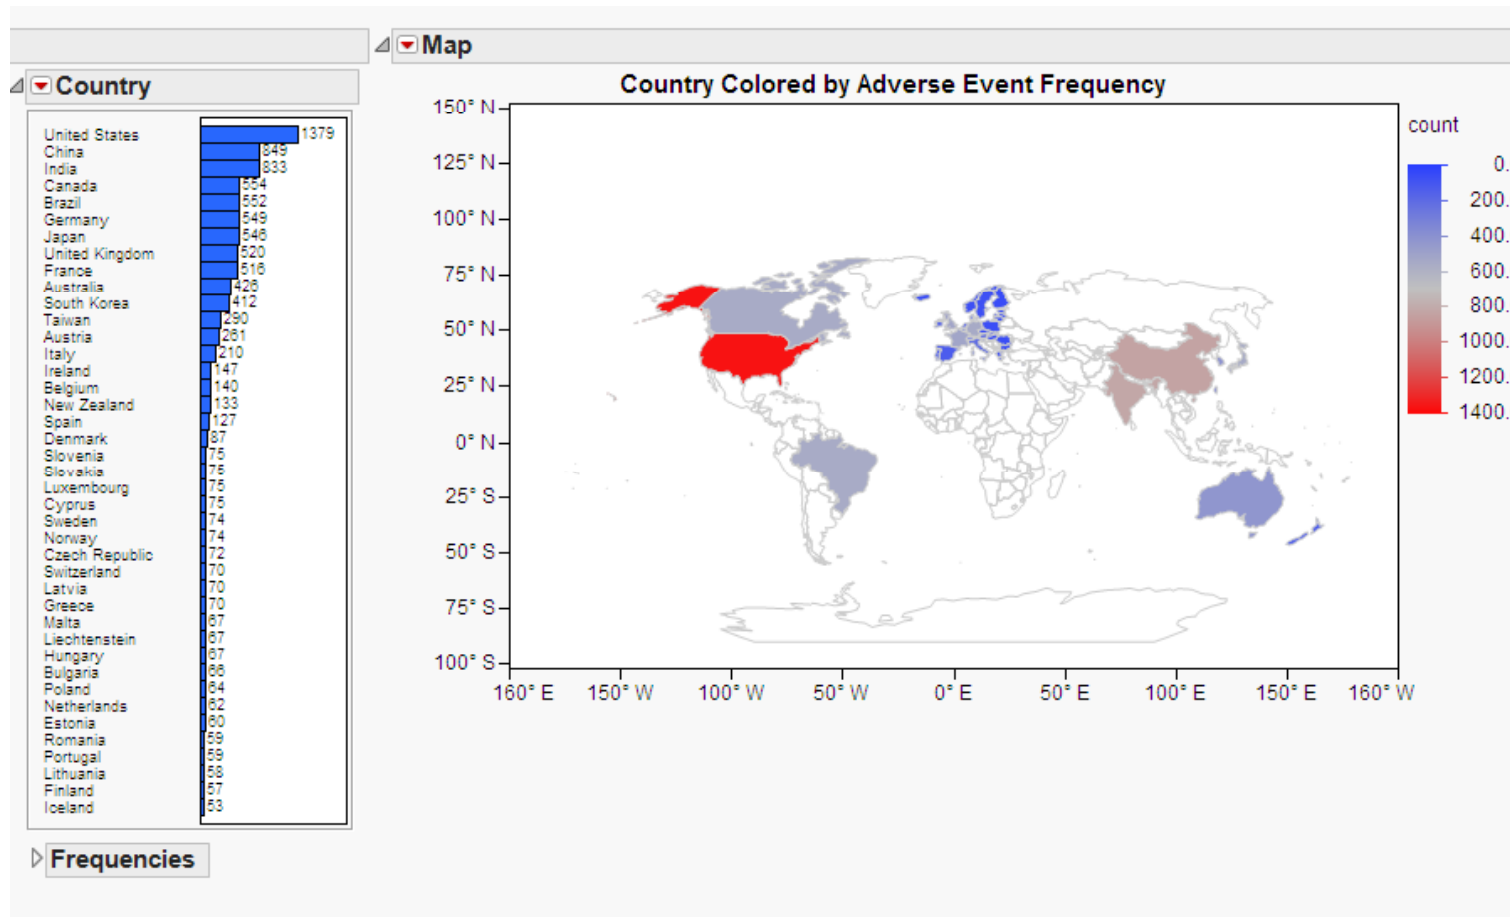 Map
Country
United States 1379
China 849
India 833
Canada 554
Brazil 552
Germany 549
Japan 546
United Kingdom 520
France 516
Australia 426
South Korea 412
Taiwan 290
Austria 261
Italy 210
Ireland 147
Belgium 140
New Zealand 133
Spain 127
Denmark 87
Slovenia 75
Slovakia 75
Luxembourg 75
Cyprus 75
Sweden 74
Norway 74
Czech Republic 72
Switzerland 70
Latvia 70
Greece 70
Malta 67
Liechtenstein 67
Hungary 67
Bulgaria 66
Poland 64
Netherlands 62
Estonia 60
Romania 59
Portugal 59
Lithuania 58
Finland 57
Iceland 53
Frequencies
Country Colored by Adverse Event Frequency
150° N
125° N
100° N
75° N
50° N
25° N
0° N
25° S
50° S
75° S
100° S
160° E 150° W 100° W 50° W 0° E 50° E 100° E 150° E 160° W
count
0.
200.
400.
600.
800.
1000.
1200.
1400.